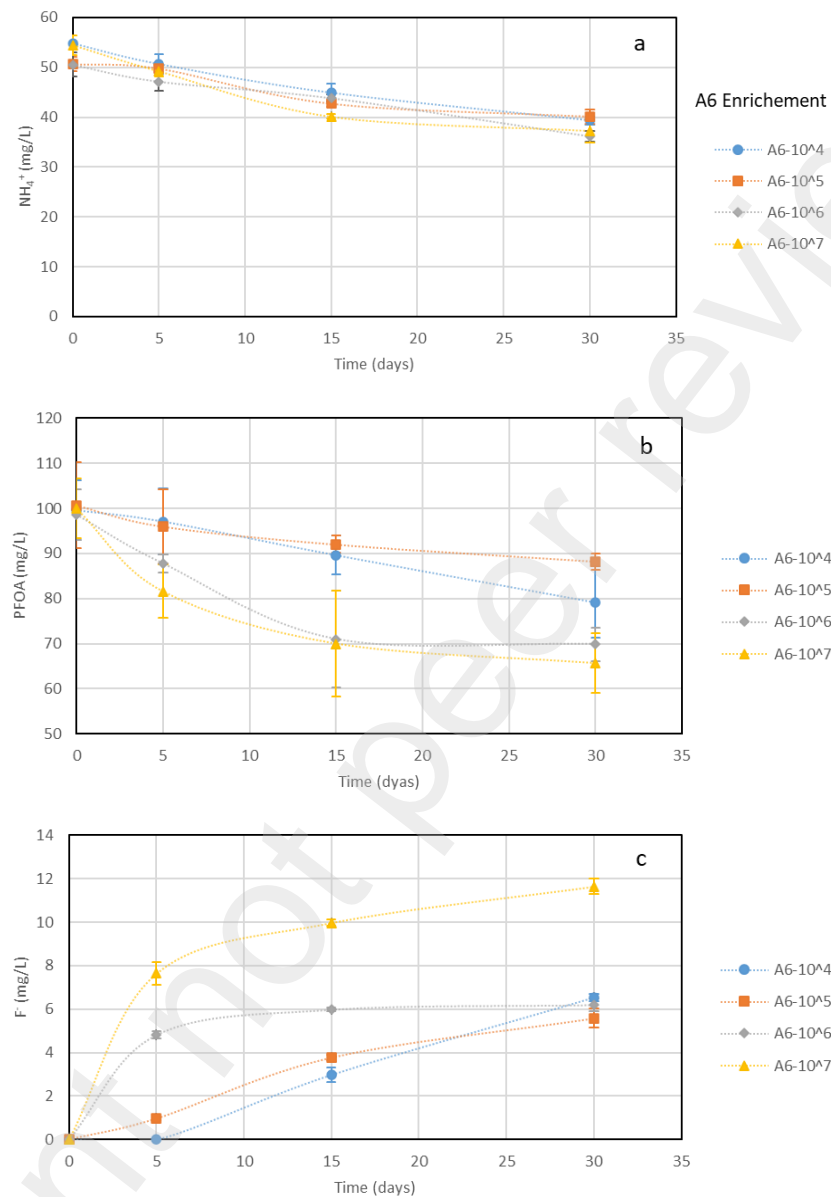 60
50
40
30
20
10
0
NH₄⁺ (mg/L)
a
0 5 10 15 20 25 30 35
Time (days)
A6 Enrichement
A6-10^4
A6-10^5
A6-10^6
A6-10^7
120
110
100
90
80
70
60
50
PFOA (mg/L)
b
0 5 10 15 20 25 30 35
Time (dyas)
A6-10^4
A6-10^5
A6-10^6
A6-10^7
14
12
10
8
6
4
2
0
F⁻ (mg/L)
c
0 5 10 15 20 25 30 35
Time (days)
A6-10^4
A6-10^5
A6-10^6
A6-10^7
not peer review